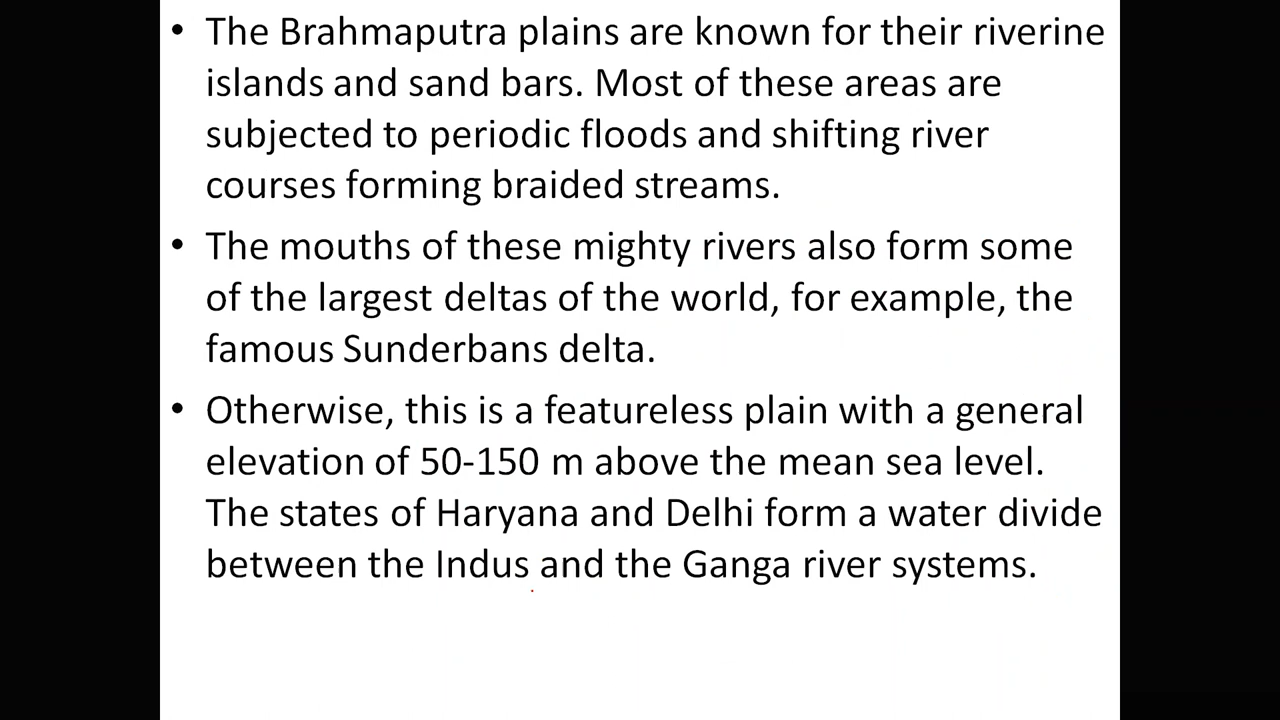 • The Brahmaputra plains are known for their riverine
islands and sand bars. Most of these areas are
subjected to periodic floods and shifting river
courses forming braided streams.
• The mouths of these mighty rivers also form some
of the largest deltas of the world, for example, the
famous Sunderbans delta.
• Otherwise, this is a featureless plain with a general
elevation of 50-150 m above the mean sea level.
The states of Haryana and Delhi form a water divide
between the Indus and the Ganga river systems.